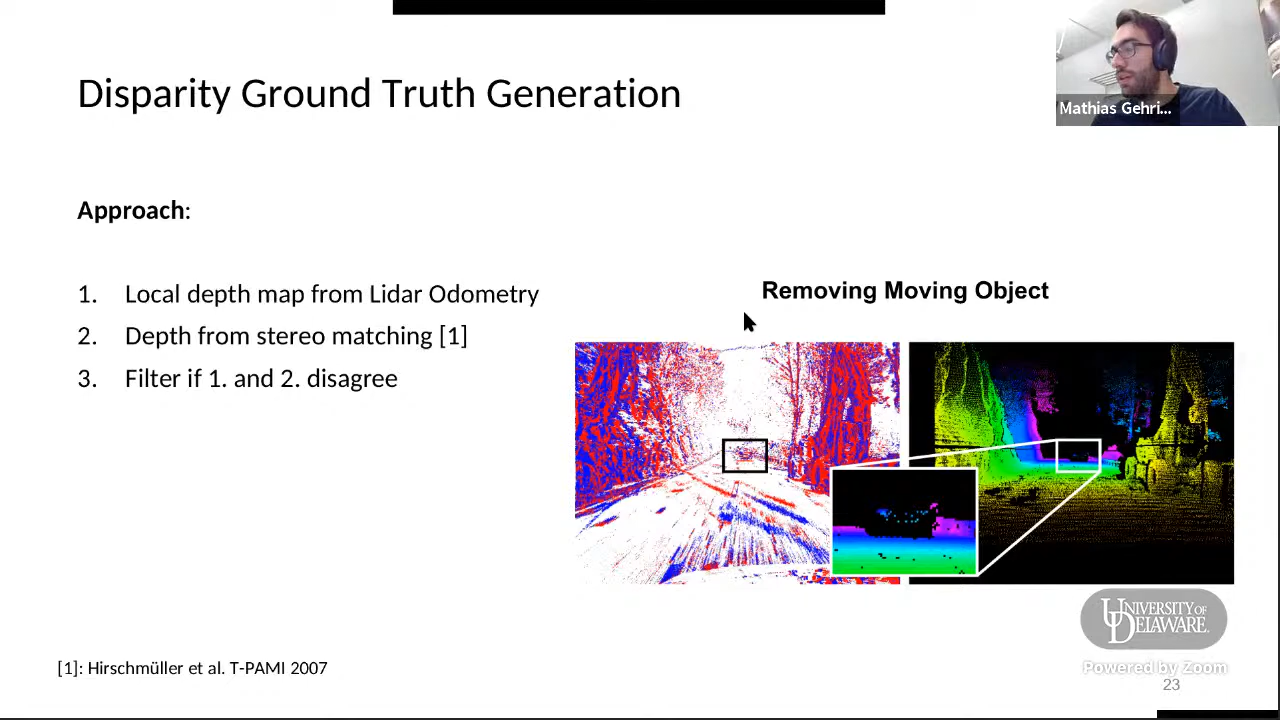 Disparity Ground Truth Generation
Mathias Gehri...
Approach:
1. Local depth map from Lidar Odometry
2. Depth from stereo matching [1]
3. Filter if 1. and 2. disagree
Removing Moving Object
UNIVERSITY OF
DELAWARE.
[1]: Hirschmüller et al. T-PAMI 2007
Powered by Zoom
23